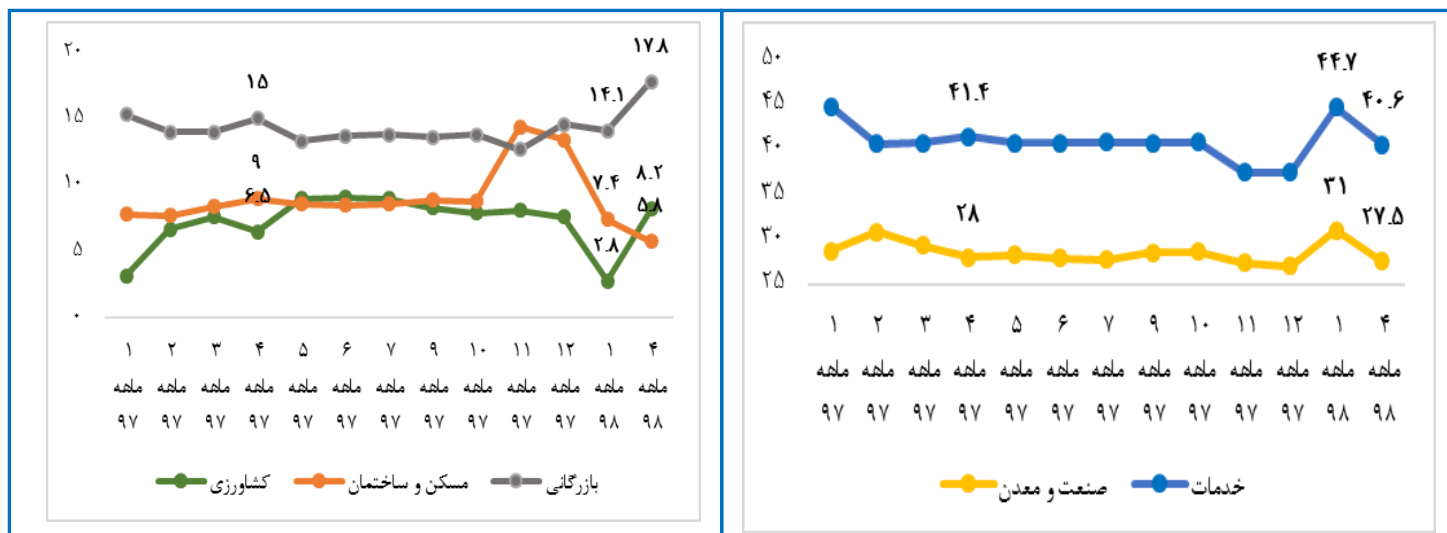 ۵۰
۴۵
۴۰
۳۵
۳۰
۲۵
۴۱.۴
۴۴.۷
۴۰.۶
۲۸
۳۱
۲۷.۵
۱ ۲ ۳ ۴ ۵ ۶ ۷ ۹ ۱۰ ۱۱ ۱۲ ۱ ۴
ماهه ماهه ماهه ماهه ماهه ماهه ماهه ماهه ماهه ماهه ماهه ماهه ماهه
۹۷ ۹۷ ۹۷ ۹۷ ۹۷ ۹۷ ۹۷ ۹۷ ۹۷ ۹۷ ۹۷ ۹۸ ۹۸
خدمات
صنعت و معدن
۲۰
۱۵
۱۰
۵
۰
۱۵
۱۴.۱
۱۷.۸
۹
۷.۴
۸.۲
۶.۵
۲.۸
۵.۸
۱ ۲ ۳ ۴ ۵ ۶ ۷ ۹ ۱۰ ۱۱ ۱۲ ۱ ۴
ماهه ماهه ماهه ماهه ماهه ماهه ماهه ماهه ماهه ماهه ماهه ماهه ماهه
۹۷ ۹۷ ۹۷ ۹۷ ۹۷ ۹۷ ۹۷ ۹۷ ۹۷ ۹۷ ۹۷ ۹۸ ۹۸
بازرگانی
مسکن و ساختمان
کشاورزی